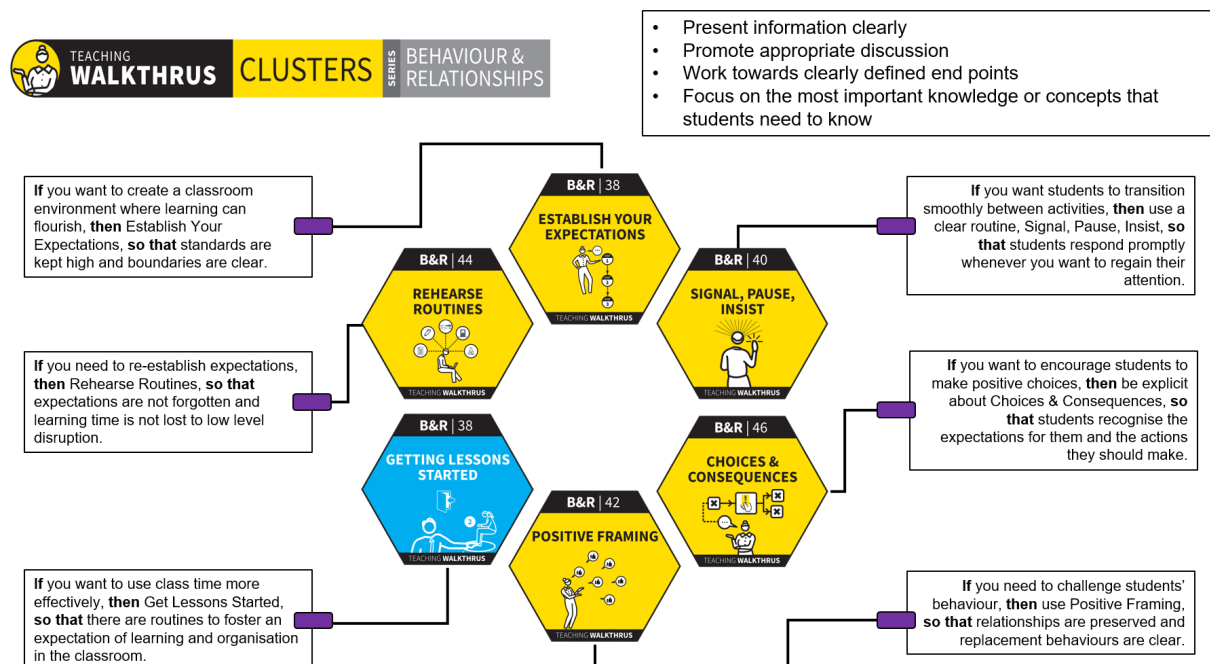 TEACHING
WALKTHRUS
CLUSTERS
SERIES
BEHAVIOUR &
RELATIONSHIPS
• Present information clearly
• Promote appropriate discussion
• Work towards clearly defined end points
• Focus on the most important knowledge or concepts that
students need to know
If you want to create a classroom
environment where learning can
flourish, then Establish Your
Expectations, so that standards are
kept high and boundaries are clear.
B&R | 38
ESTABLISH YOUR
EXPECTATIONS
1
2
3
TEACHING WALKTHRUS
If you want students to transition
smoothly between activities, then use a
clear routine, Signal, Pause, Insist, so
that students respond promptly
whenever you want to regain their
attention.
B&R | 44
REHEARSE
ROUTINES
TEACHING WALKTHRUS
B&R | 40
SIGNAL, PAUSE,
INSIST
TEACHING WALKTHRUS
If you need to re-establish expectations,
then Rehearse Routines, so that
expectations are not forgotten and
learning time is not lost to low level
disruption.
If you want to encourage students to
make positive choices, then be explicit
about Choices & Consequences, so
that students recognise the
expectations for them and the actions
they should make.
B&R | 38
GETTING LESSONS
STARTED
2
TEACHING WALKTHRUS
B&R | 46
CHOICES &
CONSEQUENCES
TEACHING WALKTHRUS
B&R | 42
POSITIVE FRAMING
TEACHING WALKTHRUS
If you want to use class time more
effectively, then Get Lessons Started,
so that there are routines to foster an
expectation of learning and organisation
in the classroom.
If you need to challenge students’
behaviour, then use Positive Framing,
so that relationships are preserved and
replacement behaviours are clear.